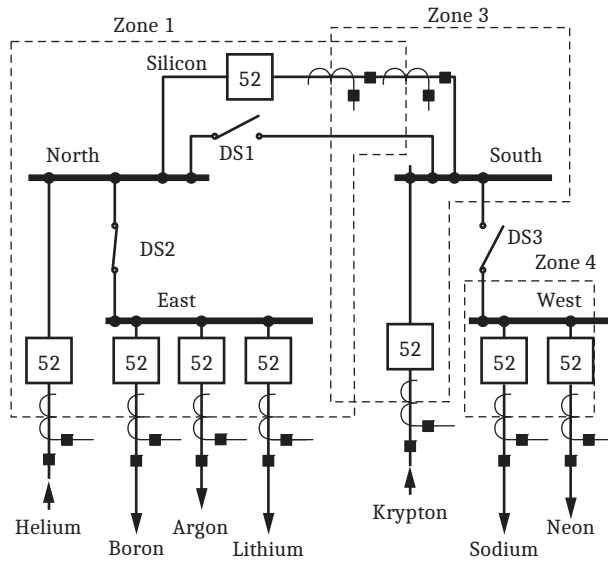 Zone 3
Zone 1
Silicon
52
DS1
North
South
DS2
DS3
Zone 4
East
West
52
52
52
52
52
52
52
Helium
Boron
Argon
Lithium
Krypton
Sodium
Neon